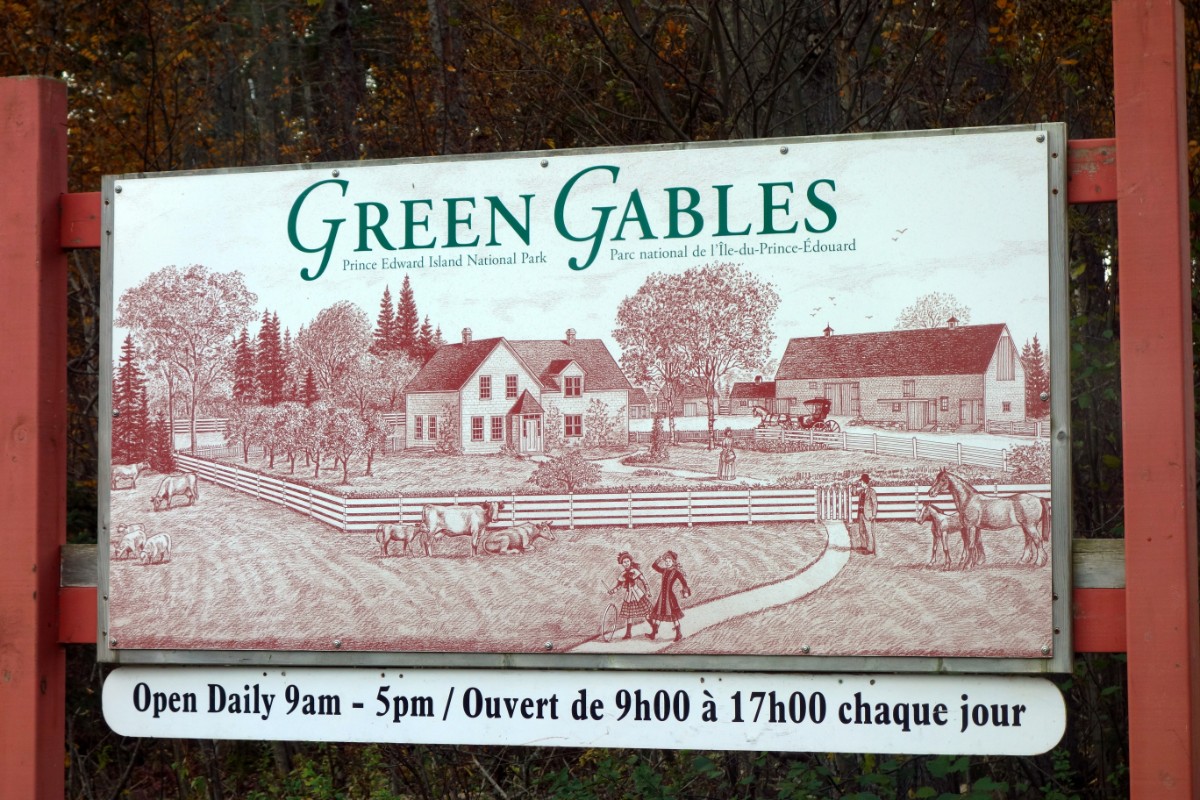 GREEN GABLES
Prince Edward Island National Park Parc national de l'Île-du-Prince-Édouard
Open Daily 9am - 5pm / Ouvert de 9h00 à 17h00 chaque jour